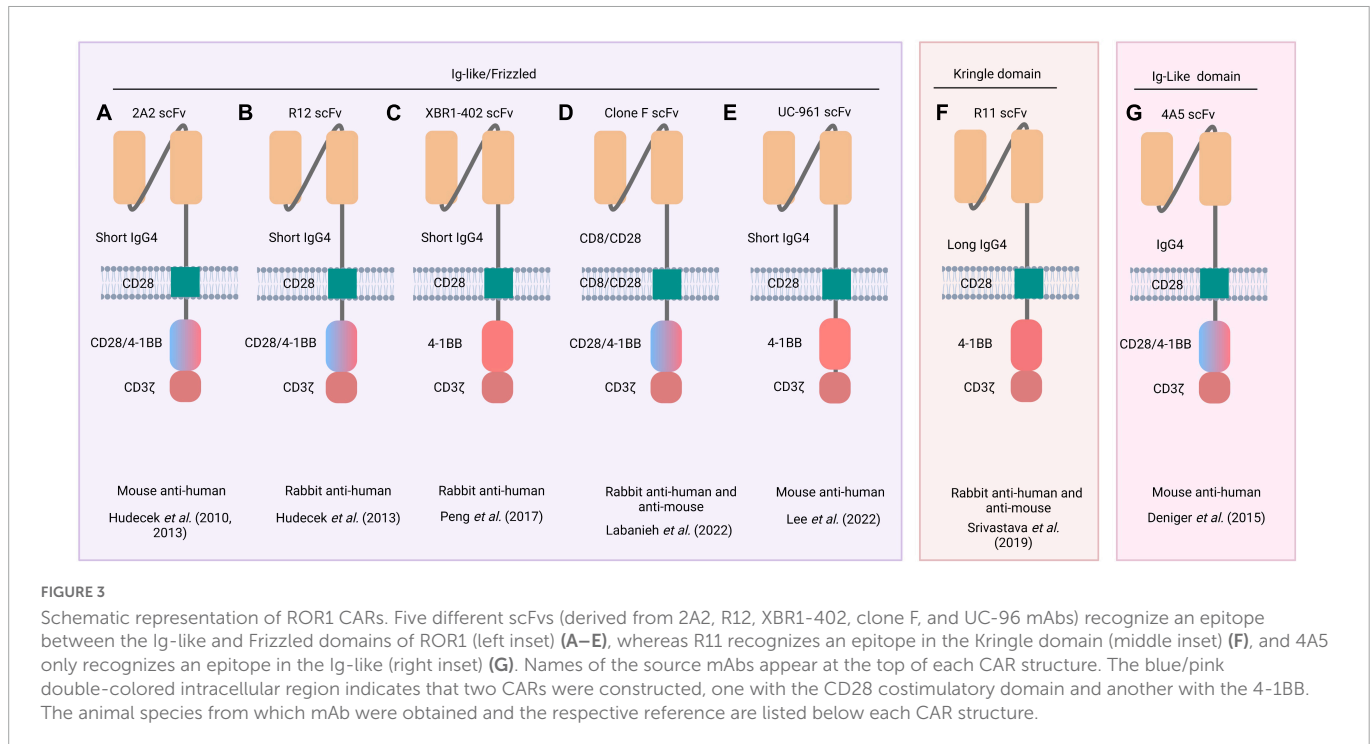 Ig-like/Frizzled
A 2A2 scFv
B R12 scFv
C XBR1-402 scFv
D Clone F scFv
E UC-961 scFv
Short IgG4
Short IgG4
Short IgG4
CD8/CD28
Short IgG4
CD28
CD28
CD28
CD8/CD28
CD28
CD28/4-1BB
CD28/4-1BB
4-1BB
CD28/4-1BB
4-1BB
CD3ζ
CD3ζ
CD3ζ
CD3ζ
CD3ζ
Mouse anti-human
Hudecek et al. (2010,
2013)
Rabbit anti-human
Hudecek et al. (2013)
Rabbit anti-human
Peng et al. (2017)
Rabbit anti-human and
anti-mouse
Labanieh et al. (2022)
Mouse anti-human
Lee et al. (2022)
Kringle domain
F R11 scFv
Long IgG4
CD28
4-1BB
CD3ζ
Rabbit anti-human and
anti-mouse
Srivastava et al.
(2019)
Ig-Like domain
G 4A5 scFv
IgG4
CD28
CD28/4-1BB
CD3ζ
Mouse anti-human
Deniger et al. (2015)
FIGURE 3
Schematic representation of ROR1 CARs. Five different scFvs (derived from 2A2, R12, XBR1-402, clone F, and UC-96 mAbs) recognize an epitope
between the Ig-like and Frizzled domains of ROR1 (left inset) (A–E), whereas R11 recognizes an epitope in the Kringle domain (middle inset) (F), and 4A5
only recognizes an epitope in the Ig-like (right inset) (G). Names of the source mAbs appear at the top of each CAR structure. The blue/pink
double-colored intracellular region indicates that two CARs were constructed, one with the CD28 costimulatory domain and another with the 4-1BB.
The animal species from which mAb were obtained and the respective reference are listed below each CAR structure.